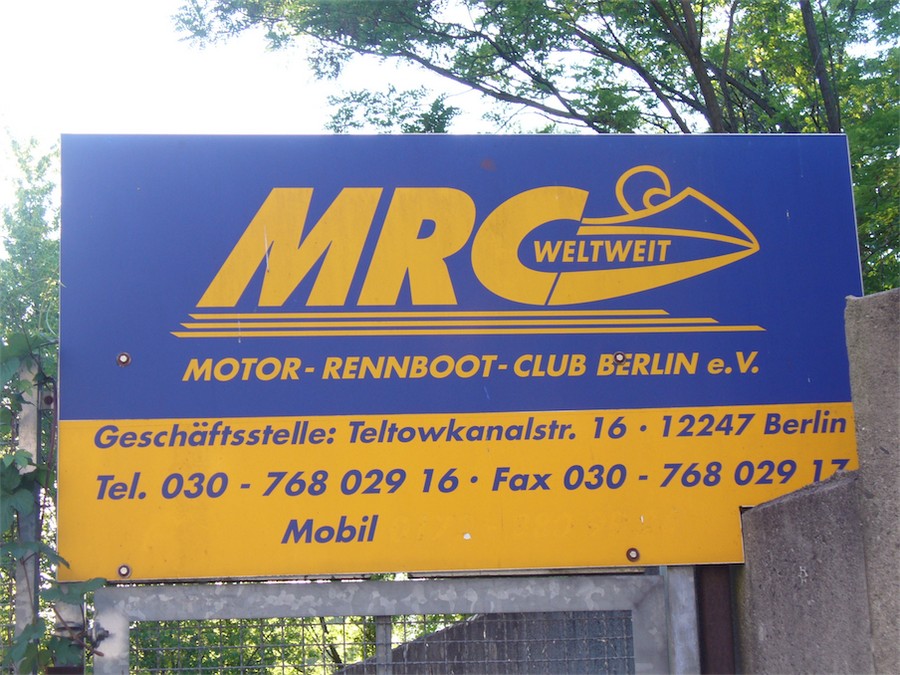 MRC
WELTWEIT
MOTOR - RENNBOOT - CLUB BERLIN e.V.
Geschäftsstelle: Teltowkanalstr. 16 · 12247 Berlin
Tel. 030 - 768 029 16 · Fax 030 - 768 029 17
Mobil